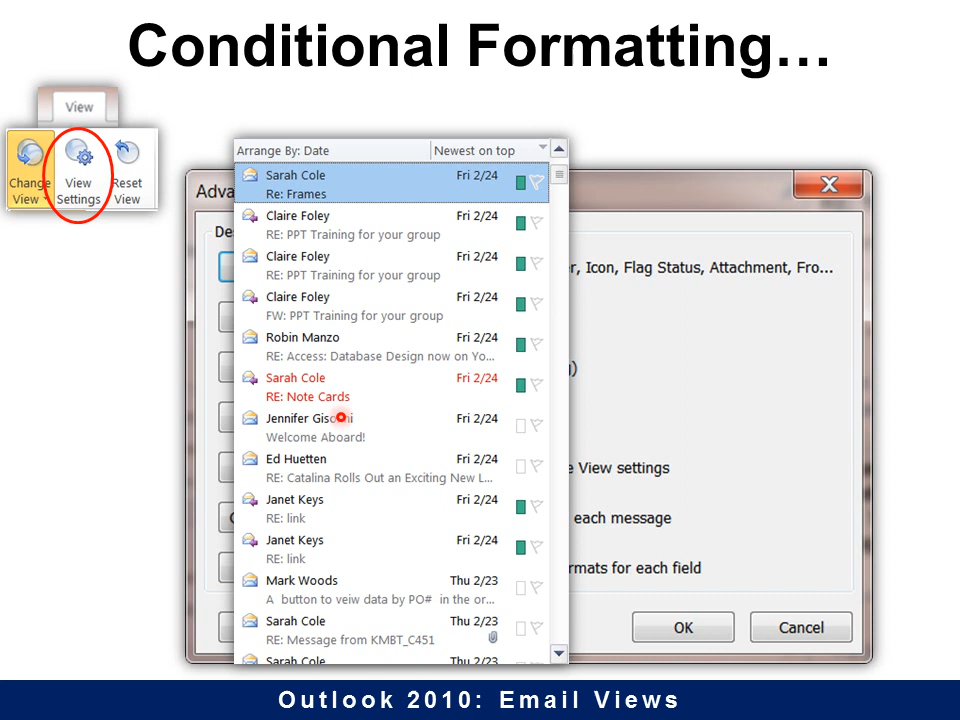 Conditional Formatting…
View
Change
View
View
Settings
Reset
View
Arrange By: Date Newest on top
Sarah Cole Fri 2/24
Re: Frames
Claire Foley Fri 2/24
RE: PPT Training for your group
Claire Foley Fri 2/24
RE: PPT Training for your group
Claire Foley Fri 2/24
FW: PPT Training for your group
Robin Manzo Fri 2/24
RE: Access: Database Design now on Yo...
Sarah Cole Fri 2/24
RE: Note Cards
Jennifer Fri 2/24
Welcome Aboard!
Ed Huetten Fri 2/24
RE: Catalina Rolls Out an Exciting New L...
Janet Keys Fri 2/24
RE: link
Janet Keys Fri 2/24
RE: link
Mark Woods Thu 2/23
A button to veiw data by PO# in the or...
Sarah Cole Thu 2/23
RE: Message from KMBT_C451
Sarah Cole Thu 2/23
Adva
De
r, Icon, Flag Status, Attachment, Fro...
g)
e View settings
each message
rmats for each field
OK Cancel
Outlook 2010: Email Views